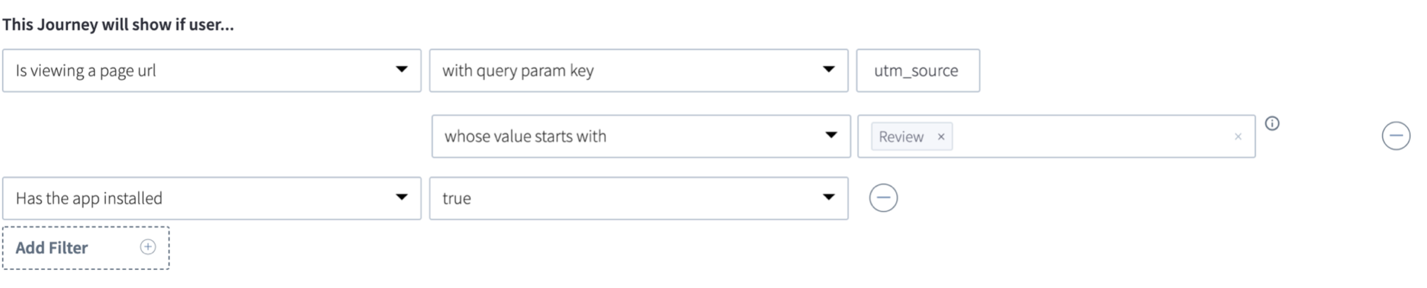 This Journey will show if user...
Is viewing a page url with query param key utm_source
whose value starts with Review × ×
Has the app installed true
Add Filter